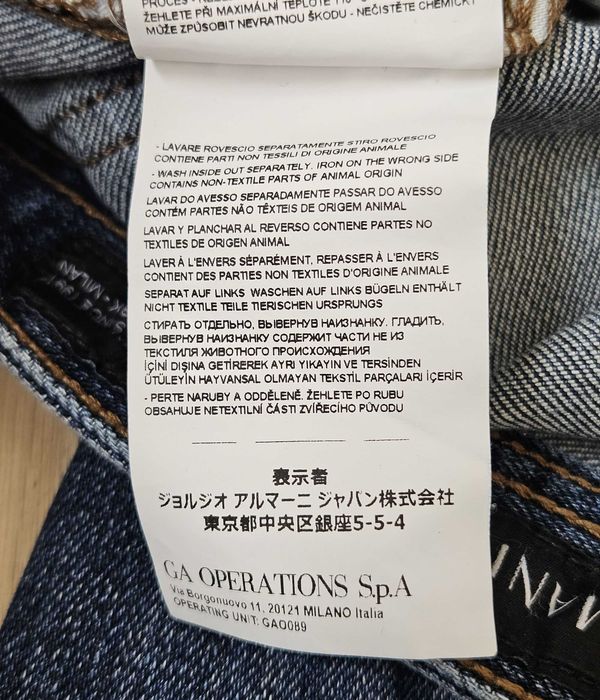 ŽEHLETE PŘI MAXIMÁLNÍ TEPLOTĚ 110°
MŮŽE ZPŮSOBIT NEVRATNOU ŠKODU - NEČISTĚTE CHEMICKY
- LAVARE ROVESCIO SEPARATAMENTE STIRO ROVESCIO
CONTIENE PARTI NON TESSILI DI ORIGINE ANIMALE
- WASH INSIDE OUT SEPARATELY. IRON ON THE WRONG SIDE
CONTAINS NON-TEXTILE PARTS OF ANIMAL ORIGIN
LAVAR DO AVESSO SEPARADAMENTE PASSAR DO AVESSO
CONTÉM PARTES NÃO TÊXTEIS DE ORIGEM ANIMAL
LAVAR Y PLANCHAR AL REVERSO CONTIENE PARTES NO
TEXTILES DE ORIGEN ANIMAL
LAVER À L'ENVERS SÉPARÉMENT, REPASSER À L'ENVERS
CONTIENT DES PARTIES NON TEXTILES D'ORIGINE ANIMALE
SEPARAT AUF LINKS WASCHEN AUF LINKS BÜGELN ENTHÄLT
NICHT TEXTILE TEILE TIERISCHEN URSPRUNGS
СТИРАТЬ ОТДЕЛЬНО, ВЫВЕРНУВ НАИЗНАНКУ. ГЛАДИТЬ,
ВЫВЕРНУВ НАИЗНАНКУ СОДЕРЖИТ ЧАСТИ НЕ ИЗ
ТЕКСТИЛЯ ЖИВОТНОГО ПРОИСХОЖДЕНИЯ
İÇİNİ DIŞINA GETİREREK AYRI YIKAYIN VE TERSİNDEN
ÜTÜLEYİN HAYVANSAL OLMAYAN TEKSTİL PARÇALARI İÇERİR
- PERTE NARUBY A ODDĚLENĚ. ŽEHLETE PO RUBU
OBSAHUJE NETEXTILNÍ ČÁSTI ZVÍŘECÍHO PŮVODU
表示者
ジョルジオ アルマーニ ジャパン株式会社
東京都中央区銀座5-5-4
GA OPERATIONS S.p.A
Via Borgonuovo 11, 20121 MILANO Italia
OPERATING UNIT: GAO089
MILAN
MANI